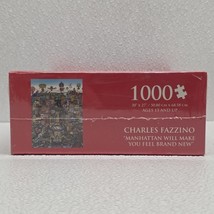 1000
CHARLES FAZZINO
"MANHATTAN WILL MAKE
YOU FEEL BRAND NEW"